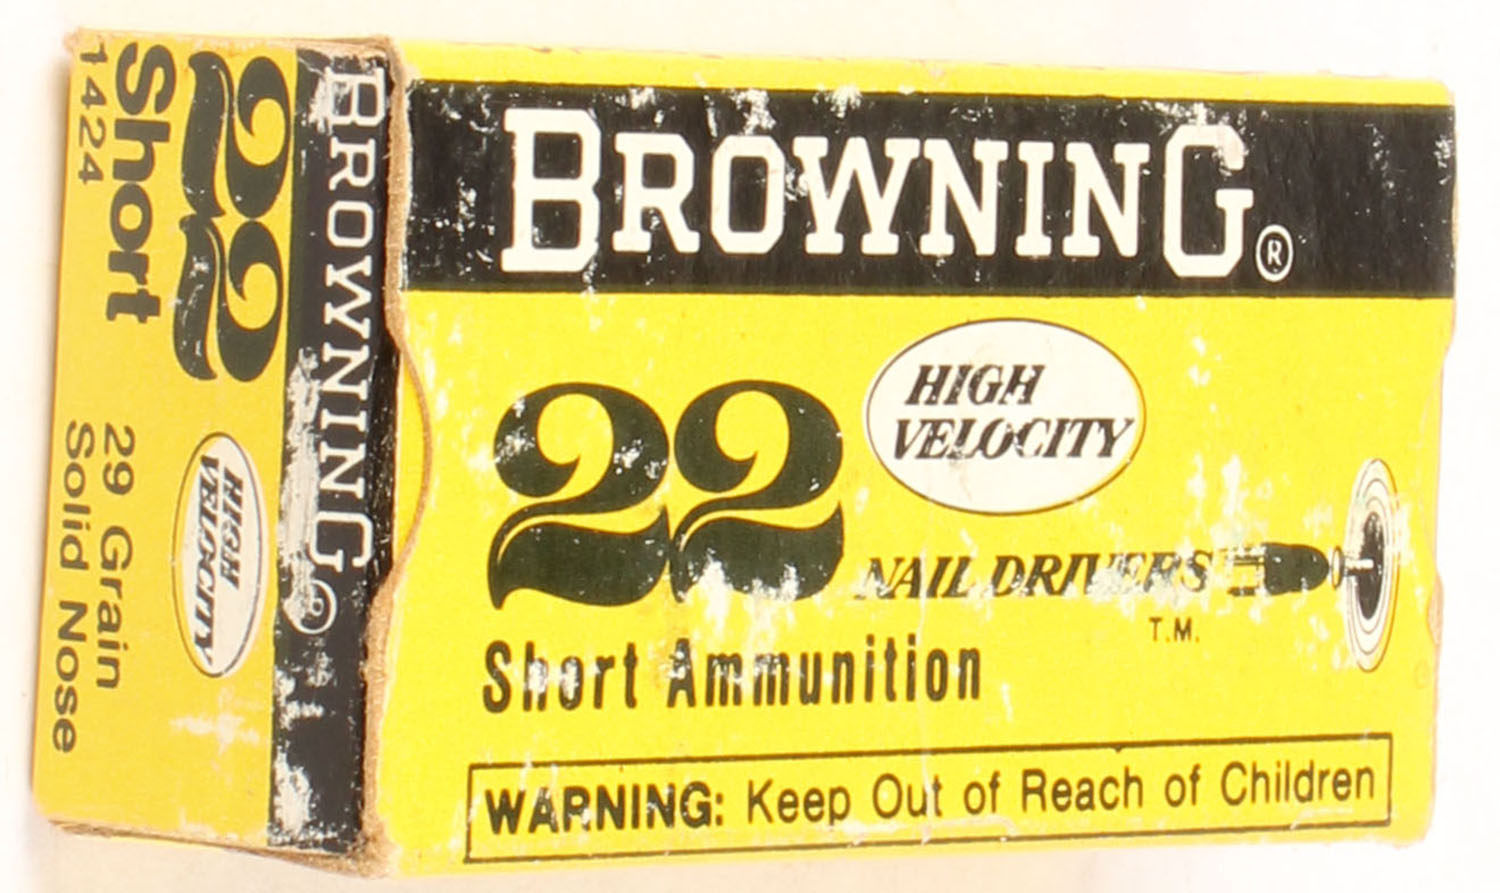 BROWNING®
22
HIGH
VELOCITY
NAIL DRIVERS
T.M.
Short Ammunition
WARNING: Keep Out of Reach of Children
BROWNING®
22
Short
1424
HIGH
VELOCITY
29 Grain
Solid Nose